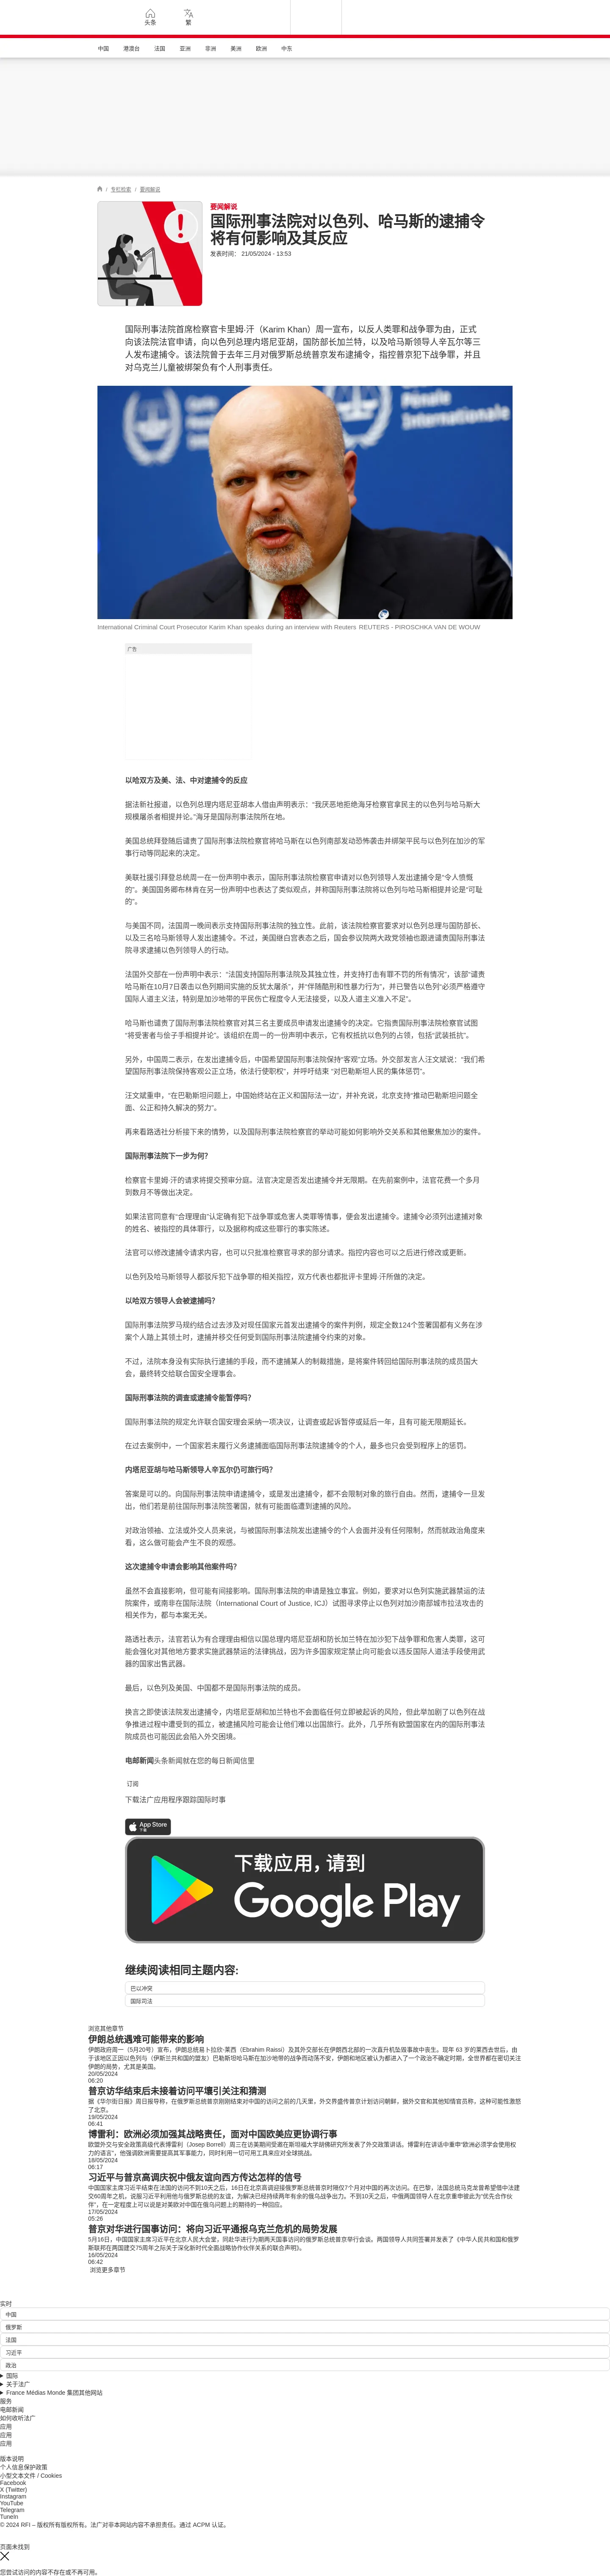 头条
繁
中国
港澳台
法国
亚洲
非洲
美洲
欧洲
中东
/ 专栏检索 / 要闻解说
要闻解说
国际刑事法院对以色列、哈马斯的逮捕令
将有何影响及其反应
发表时间： 21/05/2024 - 13:53
国际刑事法院首席检察官卡里姆·汗（Karim Khan）周一宣布，以反人类罪和战争罪为由，正式
向该法院法官申请，向以色列总理内塔尼亚胡，国防部长加兰特，以及哈马斯领导人辛瓦尔等三
人发布逮捕令。该法院曾于去年三月对俄罗斯总统普京发布逮捕令，指控普京犯下战争罪，并且
对乌克兰儿童被绑架负有个人刑事责任。
Pénale
Internationale
International Criminal Court Prosecutor Karim Khan speaks during an interview with Reuters REUTERS - PIROSCHKA VAN DE WOUW
广告
以哈双方及美、法、中对逮捕令的反应
据法新社报道，以色列总理内塔尼亚胡本人借由声明表示：“我厌恶地拒绝海牙检察官拿民主的以色列与哈马斯大
规模屠杀者相提并论。”海牙是国际刑事法院所在地。
美国总统拜登随后谴责了国际刑事法院检察官将哈马斯在以色列南部发动恐怖袭击并绑架平民与以色列在加沙的军
事行动等同起来的决定。
美联社援引拜登总统周一在一份声明中表示，国际刑事法院检察官申请对以色列领导人发出逮捕令是“令人愤慨
的”。美国国务卿布林肯在另一份声明中也表达了类似观点，并称国际刑事法院将以色列与哈马斯相提并论是“可耻
的”。
与美国不同，法国周一晚间表示支持国际刑事法院的独立性。此前，该法院检察官要求对以色列总理与国防部长、
以及三名哈马斯领导人发出逮捕令。不过，美国继白宫表态之后，国会参议院两大政党领袖也跟进谴责国际刑事法
院寻求逮捕以色列领导人的行动。
法国外交部在一份声明中表示：“法国支持国际刑事法院及其独立性，并支持打击有罪不罚的所有情况”，该部“谴责
哈马斯在10月7日袭击以色列期间实施的反犹太屠杀”，并“伴随酷刑和性暴力行为”，并已警告以色列“必须严格遵守
国际人道主义法，特别是加沙地带的平民伤亡程度令人无法接受，以及人道主义准入不足”。
哈马斯也谴责了国际刑事法院检察官对其三名主要成员申请发出逮捕令的决定。它指责国际刑事法院检察官试图
“将受害者与侩子手相提并论”。该组织在周一的一份声明中表示，它有权抵抗以色列的占领，包括“武装抵抗”。
另外，中国周二表示，在发出逮捕令后，中国希望国际刑事法院保持“客观”立场。外交部发言人汪文斌说：“我们希
望国际刑事法院保持客观公正立场，依法行使职权”，并呼吁结束 “对巴勒斯坦人民的集体惩罚”。
汪文斌重申，“在巴勒斯坦问题上，中国始终站在正义和国际法一边”，并补充说，北京支持“推动巴勒斯坦问题全
面、公正和持久解决的努力”。
再来看路透社分析接下来的情势，以及国际刑事法院检察官的举动可能如何影响外交关系和其他聚焦加沙的案件。
国际刑事法院下一步为何？
检察官卡里姆·汗的请求将提交预审分庭。法官决定是否发出逮捕令并无限期。在先前案例中，法官花费一个多月
到数月不等做出决定。
如果法官同意有“合理理由”认定确有犯下战争罪或危害人类罪等情事，便会发出逮捕令。逮捕令必须列出逮捕对象
的姓名、被指控的具体罪行，以及据称构成这些罪行的事实陈述。
法官可以修改逮捕令请求内容，也可以只批准检察官寻求的部分请求。指控内容也可以之后进行修改或更新。
以色列及哈马斯领导人都驳斥犯下战争罪的相关指控，双方代表也都批评卡里姆·汗所做的决定。
以哈双方领导人会被逮捕吗？
国际刑事法院罗马规约结合过去涉及对现任国家元首发出逮捕令的案件判例，规定全数124个签署国都有义务在涉
案个人踏上其领土时，逮捕并移交任何受到国际刑事法院逮捕令约束的对象。
不过，法院本身没有实际执行逮捕的手段，而不逮捕某人的制裁措施，是将案件转回给国际刑事法院的成员国大
会，最终转交给联合国安全理事会。
国际刑事法院的调查或逮捕令能暂停吗？
国际刑事法院的规定允许联合国安理会采纳一项决议，让调查或起诉暂停或延后一年，且有可能无限期延长。
在过去案例中，一个国家若未履行义务逮捕面临国际刑事法院逮捕令的个人，最多也只会受到程序上的惩罚。
内塔尼亚胡与哈马斯领导人辛瓦尔仍可旅行吗？
答案是可以的。向国际刑事法院申请逮捕令，或是发出逮捕令，都不会限制对象的旅行自由。然而，逮捕令一旦发
出，他们若是前往国际刑事法院签署国，就有可能面临遭到逮捕的风险。
对政治领袖、立法或外交人员来说，与被国际刑事法院发出逮捕令的个人会面并没有任何限制，然而就政治角度来
看，这么做可能会产生不良的观感。
这次逮捕令申请会影响其他案件吗？
虽然不会直接影响，但可能有间接影响。国际刑事法院的申请是独立事宜。例如，要求对以色列实施武器禁运的法
院案件，或南非在国际法院（International Court of Justice, ICJ）试图寻求停止以色列对加沙南部城市拉法攻击的
相关作为，都与本案无关。
路透社表示，法官若认为有合理理由相信以国总理内塔尼亚胡和防长加兰特在加沙犯下战争罪和危害人类罪，这可
能会强化对其他地方要求实施武器禁运的法律挑战，因为许多国家规定禁止向可能会以违反国际人道法手段使用武
器的国家出售武器。
最后，以色列及美国、中国都不是国际刑事法院的成员。
换言之即使该法院发出逮捕令，内塔尼亚胡和加兰特也不会面临任何立即被起诉的风险，但此举加剧了以色列在战
争推进过程中遭受到的孤立，被逮捕风险可能会让他们难以出国旅行。此外，几乎所有欧盟国家在内的国际刑事法
院成员也可能因此会陷入外交困境。
电邮新闻头条新闻就在您的每日新闻信里
订阅
下载法广应用程序跟踪国际时事
App Store
下载
下载应用，请到
Google Play
继续阅读相同主题内容:
巴以冲突
国际司法
浏览其他章节
伊朗总统遇难可能带来的影响
伊朗政府周一（5月20号）宣布，伊朗总统易卜拉欣·莱西（Ebrahim Raissi）及其外交部长在伊朗西北部的一次直升机坠毁事故中丧生。现年 63 岁的莱西去世后，由
于该地区正因以色列与（伊斯兰共和国的盟友）巴勒斯坦哈马斯在加沙地带的战争而动荡不安，伊朗和地区被认为都进入了一个政治不确定时期，全世界都在密切关注
伊朗的局势，尤其是美国。
20/05/2024
06:20
普京访华结束后未接着访问平壤引关注和猜测
据《华尔街日报》周日报导称，在俄罗斯总统普京刚刚结束对中国的访问之前的几天里，外交界盛传普京计划访问朝鲜，据外交官和其他知情官员称，这种可能性激怒
了北京。
19/05/2024
06:41
博雷利：欧洲必须加强其战略责任，面对中国欧美应更协调行事
欧盟外交与安全政策高级代表博雷利（Josep Borrell）周三在访美期间受邀在斯坦福大学胡佛研究所发表了外交政策讲话。博雷利在讲话中重申“欧洲必须学会使用权
力的语言”，他强调欧洲需要提高其军事能力，同时利用一切可用工具来应对全球挑战。
18/05/2024
06:17
习近平与普京高调庆祝中俄友谊向西方传达怎样的信号
中国国家主席习近平结束在法国的访问不到10天之后，16日在北京高调迎接俄罗斯总统普京时隔仅7个月对中国的再次访问。在巴黎，法国总统马克龙曾希望借中法建
交60周年之机，说服习近平利用他与俄罗斯总统的友谊，为解决已经持续两年有余的俄乌战争出力。不到10天之后，中俄两国领导人在北京重申彼此为“优先合作伙
伴”，在一定程度上可以说是对美欧对中国在俄乌问题上的期待的一种回应。
17/05/2024
05:26
普京对华进行国事访问：将向习近平通报乌克兰危机的局势发展
5月16日，中国国家主席习近平在北京人民大会堂，同赴华进行为期两天国事访问的俄罗斯总统普京举行会谈。两国领导人共同签署并发表了《中华人民共和国和俄罗
斯联邦在两国建交75周年之际关于深化新时代全面战略协作伙伴关系的联合声明》。
16/05/2024
06:42
浏览更多章节
实时
中国
俄罗斯
法国
习近平
政治
国际
关于法广
France Médias Monde 集团其他网站
服务
电邮新闻
如何收听法广
应用
应用
应用
版本说明
个人信息保护政策
小型文本文件 / Cookies
Facebook
X (Twitter)
Instagram
YouTube
Telegram
TuneIn
© 2024 RFI – 版权所有版权所有。法广对非本网站内容不承担责任。通过 ACPM 认证。
页面未找到
您尝试访问的内容不存在或不再可用。